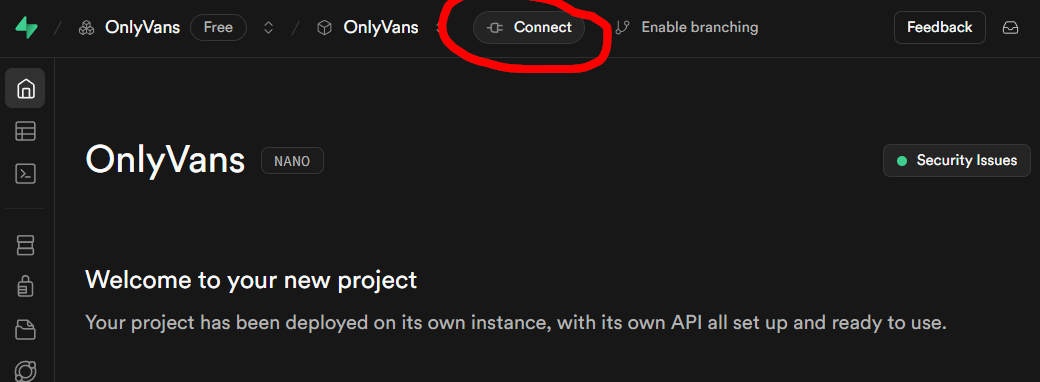 OnlyVans Free OnlyVans Connect Enable branching Feedback
OnlyVans NANO Security Issues
Welcome to your new project
Your project has been deployed on its own instance, with its own API all set up and ready to use.